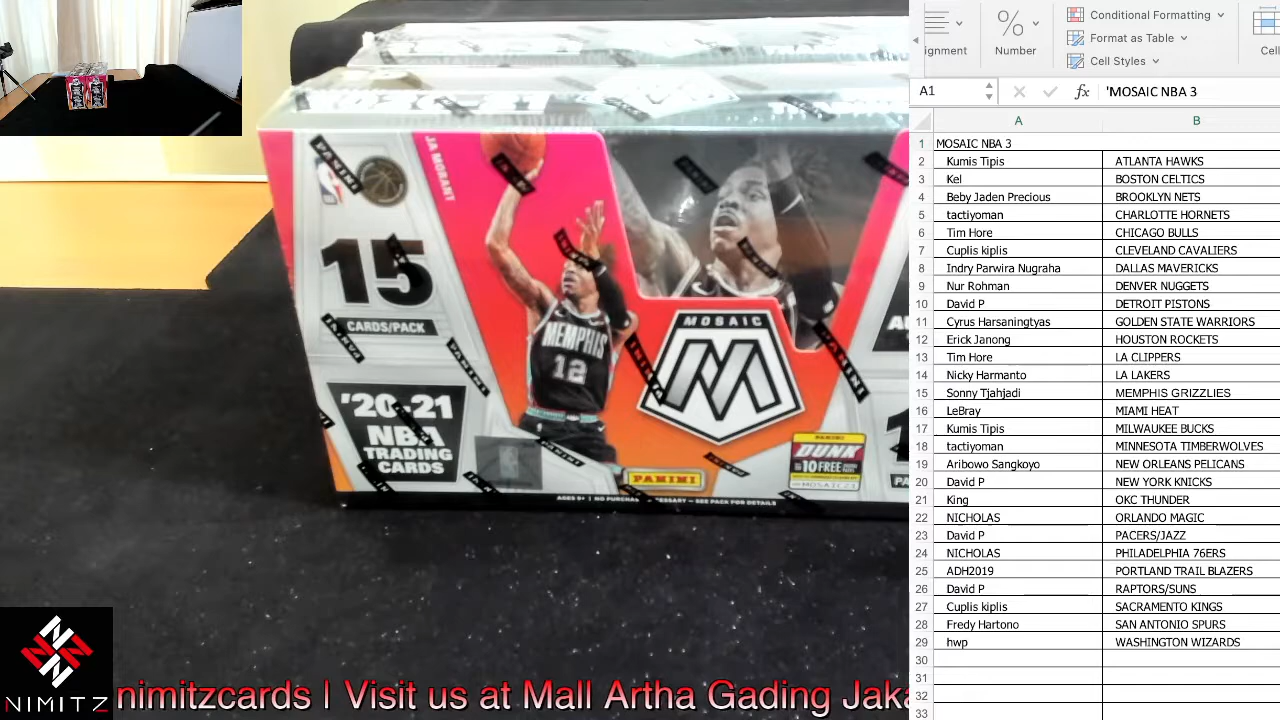 JA MORANT
PANINI
15
CARDS/PACK
'20-21
NBA
TRADING
CARDS
MEMPHIS
12
MOSAIC
PANINI
PANINI
DUNK
10 FREE
NIMITZ
nimitzcards | Visit us at Mall Artha Gading Jaka
Number
Conditional Formatting
Format as Table
A1
fx
'MOSAIC NBA 3
A B
1 MOSAIC NBA 3
2 Kumis Tipis ATLANTA HAWKS
3 Kel BOSTON CELTICS
4 Beby Jaden Precious BROOKLYN NETS
5 tactiyoman CHARLOTTE HORNETS
6 Tim Hore CHICAGO BULLS
7 Cuplis kiplis CLEVELAND CAVALIERS
8 Indry Parwira Nugraha DALLAS MAVERICKS
9 Nur Rohman DENVER NUGGETS
10 David P DETROIT PISTONS
11 Cyrus Harsaningtyas GOLDEN STATE WARRIORS
12 Erick Janong HOUSTON ROCKETS
13 Tim Hore LA CLIPPERS
14 Nicky Harmanto LA LAKERS
15 Sonny Tjahjadi MEMPHIS GRIZZLIES
16 LeBray MIAMI HEAT
17 Kumis Tipis MILWAUKEE BUCKS
18 tactiyoman MINNESOTA TIMBERWOLVES
19 Aribowo Sangkoyo NEW ORLEANS PELICANS
20 David P NEW YORK KNICKS
21 King OKC
22 NICHOLAS ORLANDO MAGIC
23 David P PACERS/JAZZ
24 NICHOLAS PHILADELPHIA 76ERS
25 ADH2019 PORTLAND TRAIL BLAZERS
26 David P RAPTORS/SUNS
27 Cuplis kiplis SACRAMENTO KINGS
28 Fredy Hartono SAN ANTONIO SPURS
29 hwp WASHINGTON WIZARDS
30
31
32
33